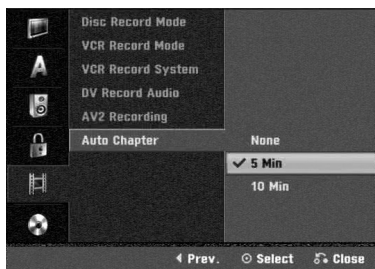 Disc Record Mode
VCR Record Mode
VCR Record System
DV Record Audio
AV2 Recording
Auto Chapter
None
✔ 5 Min
10 Min
Prev.
Select
Close